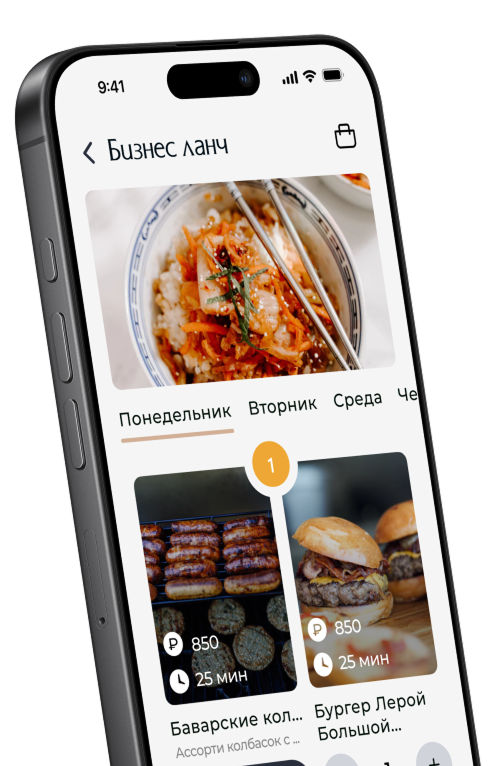 9:41
Бизнес ланч
Понедельник Вторник Среда Че
1
₽ 850
25 мин
₽ 850
25 мин
Баварские кол...
Ассорти колбасок с ...
Бургер Лерой
Большой...